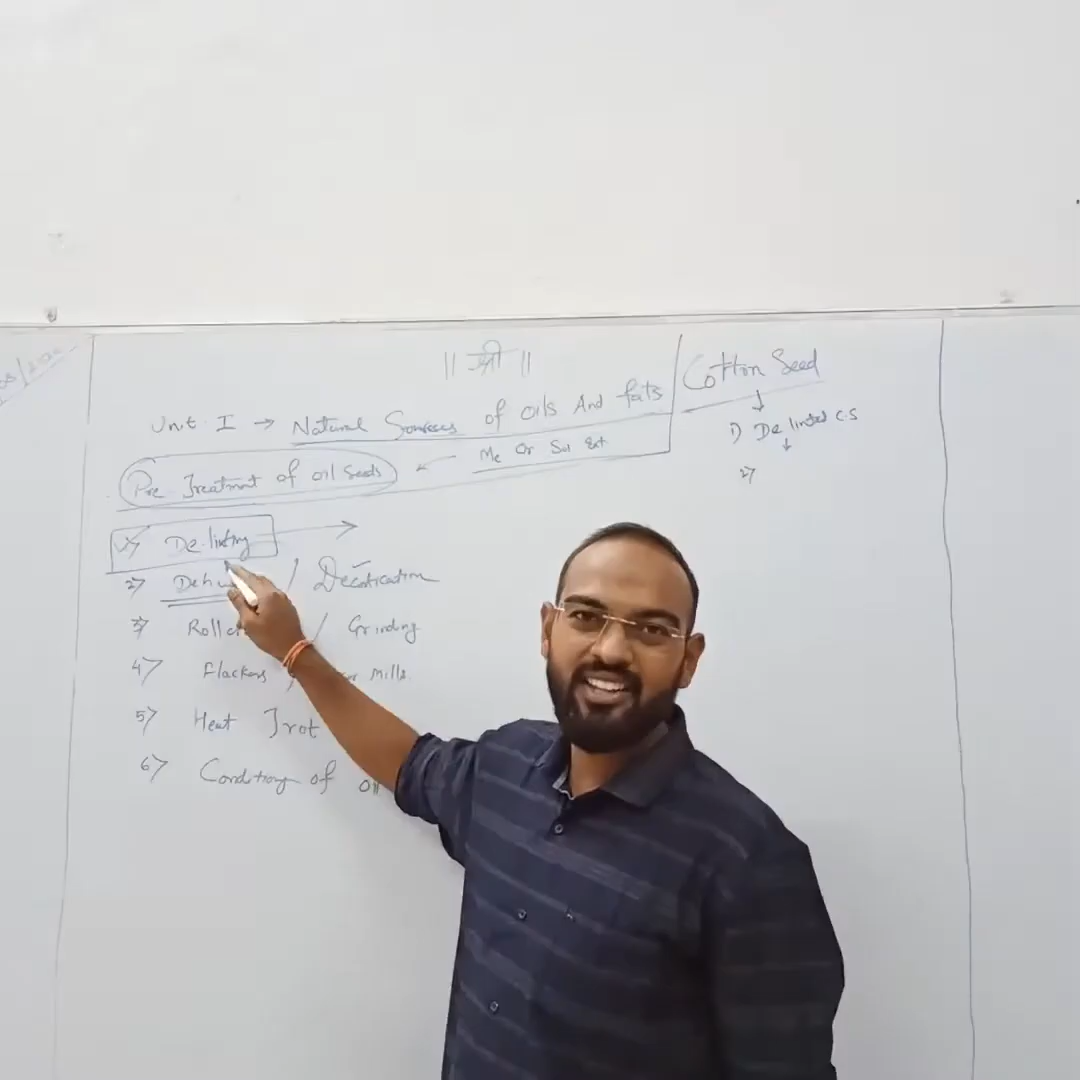 || श्री ||
Unit. I → Natural Sources of oils And fats
Me Or Sol Ext
Pre Treatment of oil Seeds
1> De-linting →
2> Deh / Decortication
3> Roll / Grinding
4> Flackers / Mills.
5> Heat Trot
6> Conditiong of oil
Cotton Seed
↓
1) De linted C.S
↓
2>